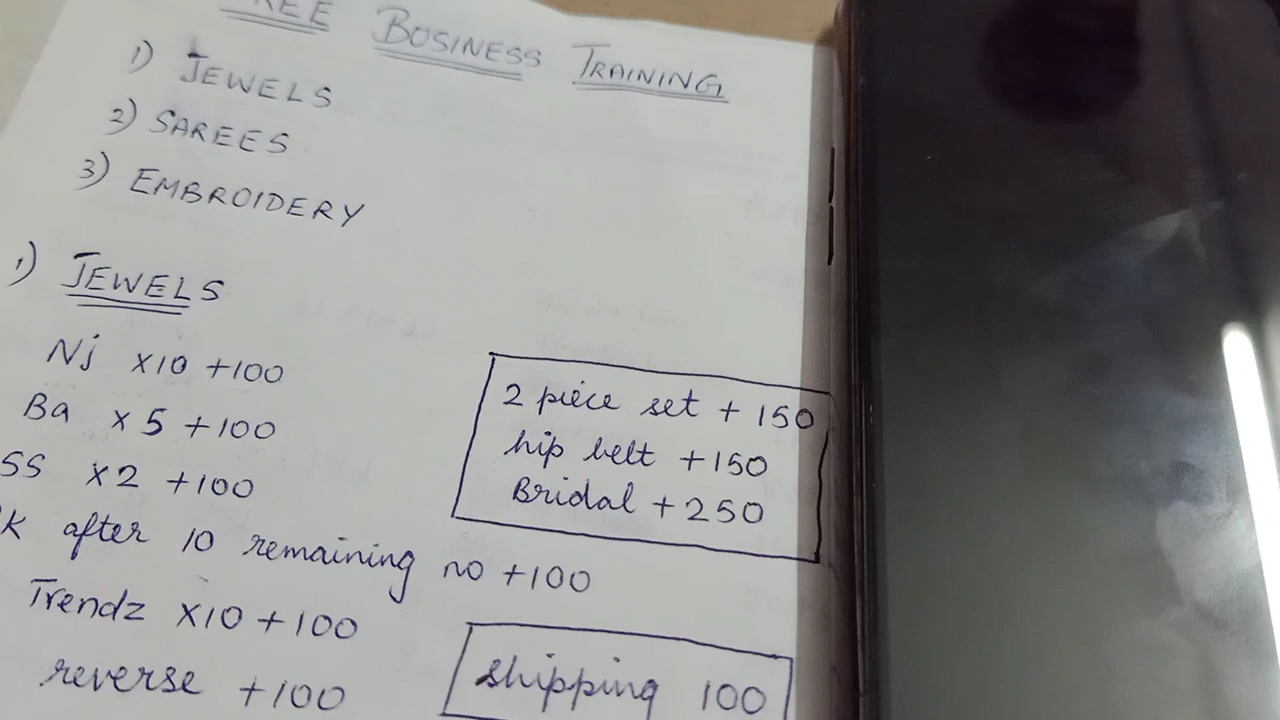 BUSINESS TRAINING
1) JEWELS
2) SAREES
3) EMBROIDERY
1) JEWELS
Nj x10 +100
Ba x 5 +100
SS x2 +100
K after 10 remaining no +100
Trendz x10 +100
reverse +100
2 piece set + 150
hip belt +150
Bridal +250
shipping 100